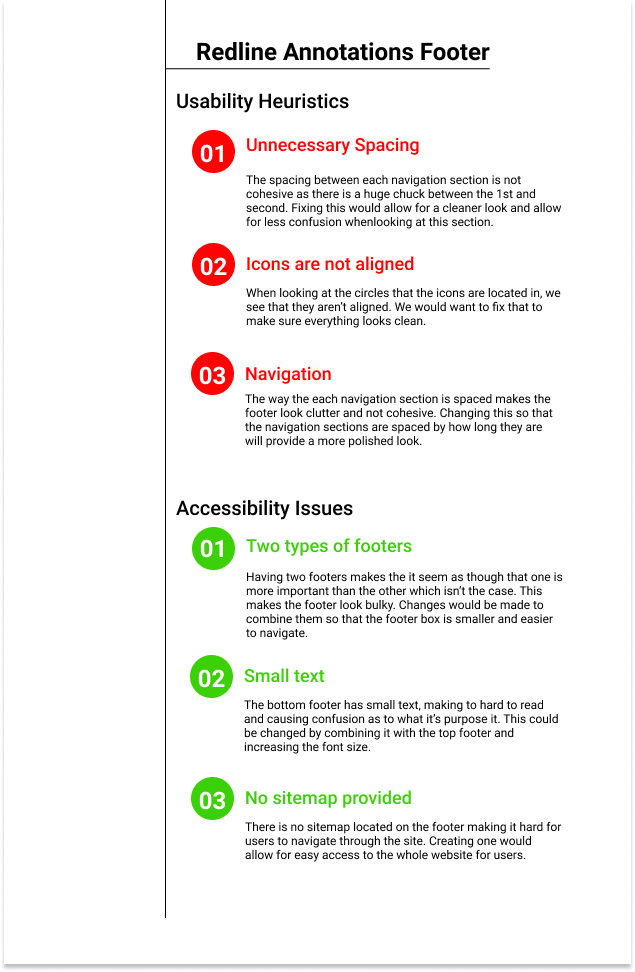 Redline Annotations Footer
Usability Heuristics
01
Unnecessary Spacing
The spacing between each navigation section is not
cohesive as there is a huge chuck between the 1st and
second. Fixing this would allow for a cleaner look and allow
for less confusion whenlooking at this section.
02
Icons are not aligned
When looking at the circles that the icons are located in, we
see that they aren't aligned. We would want to fix that to
make sure everything looks clean.
03
Navigation
The way the each navigation section is spaced makes the
footer look clutter and not cohesive. Changing this so that
the navigation sections are spaced by how long they are
will provide a more polished look.
Accessibility Issues
01
Two types of footers
Having two footers makes the it seem as though that one is
more important than the other which isn't the case. This
makes the footer look bulky. Changes would be made to
combine them so that the footer box is smaller and easier
to navigate.
02
Small text
The bottom footer has small text, making to hard to read
and causing confusion as to what it's purpose it. This could
be changed by combining it with the top footer and
increasing the font size.
03
No sitemap provided
There is no sitemap located on the footer making it hard for
users to navigate through the site. Creating one would
allow for easy access to the whole website for users.